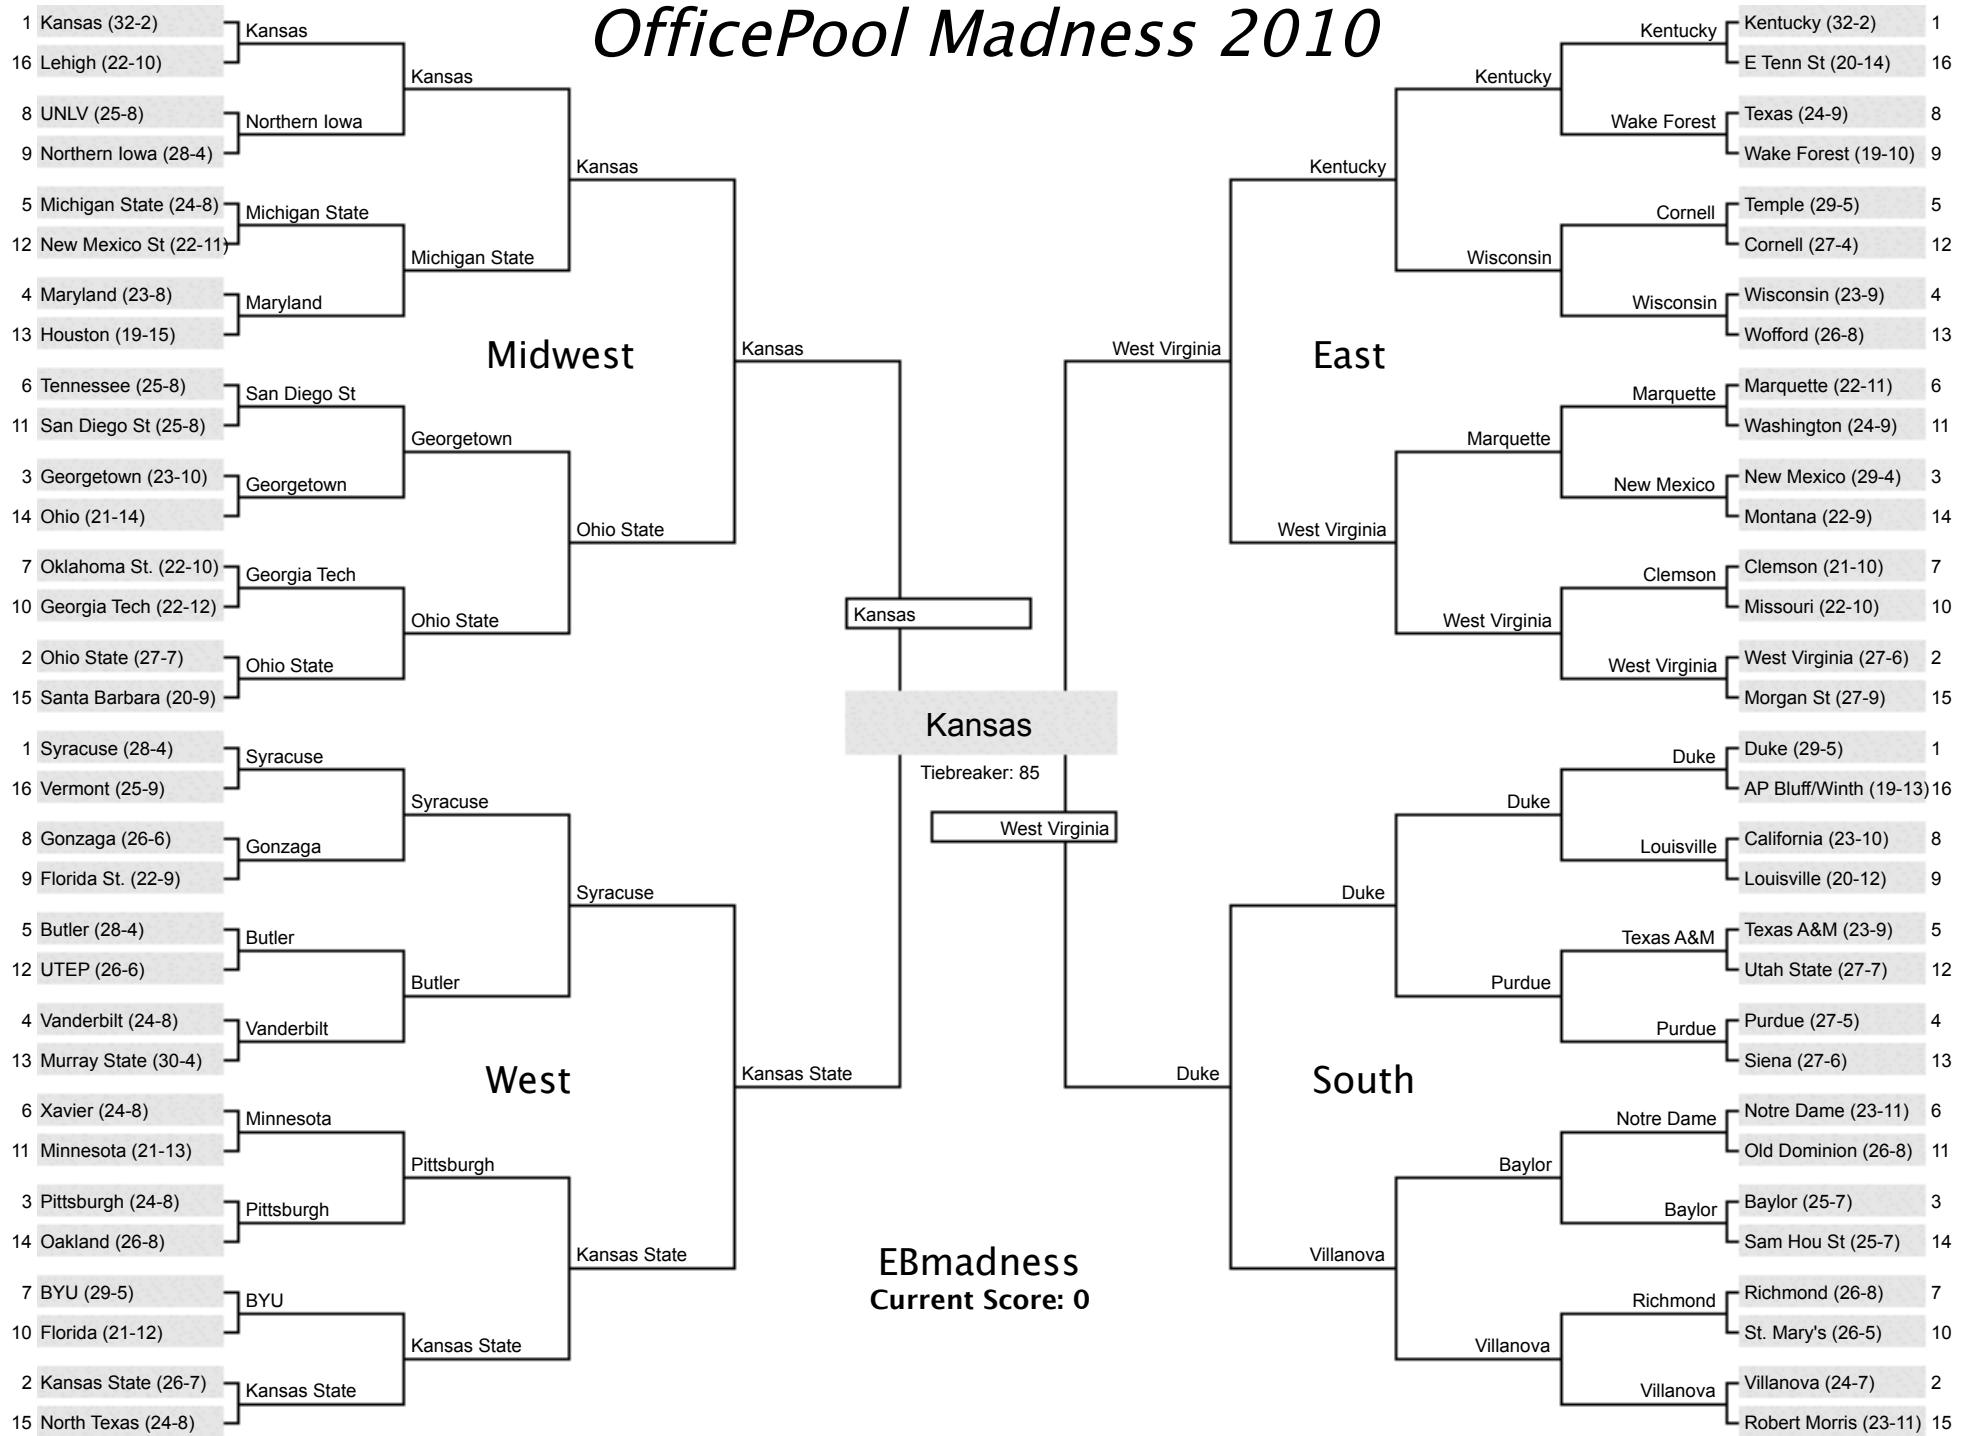 OfficePool Madness 2010
1 Kansas (32-2)
16 Lehigh (22-10)
8 UNLV (25-8)
9 Northern Iowa (28-4)
5 Michigan State (24-8)
12 New Mexico St (22-11)
4 Maryland (23-8)
13 Houston (19-15)
6 Tennessee (25-8)
11 San Diego St (25-8)
3 Georgetown (23-10)
14 Ohio (21-14)
7 Oklahoma St. (22-10)
10 Georgia Tech (22-12)
2 Ohio State (27-7)
15 Santa Barbara (20-9)
Kansas
Northern Iowa
Michigan State
Maryland
San Diego St
Georgetown
Georgia Tech
Ohio State
Kansas
Michigan State
Georgetown
Ohio State
Kansas
Ohio State
Kansas
Midwest
1 Syracuse (28-4)
16 Vermont (25-9)
8 Gonzaga (26-6)
9 Florida St. (22-9)
5 Butler (28-4)
12 UTEP (26-6)
4 Vanderbilt (24-8)
13 Murray State (30-4)
6 Xavier (24-8)
11 Minnesota (21-13)
3 Pittsburgh (24-8)
14 Oakland (26-8)
7 BYU (29-5)
10 Florida (21-12)
2 Kansas State (26-7)
15 North Texas (24-8)
Syracuse
Gonzaga
Butler
Vanderbilt
Minnesota
Pittsburgh
BYU
Kansas State
Syracuse
Butler
Pittsburgh
Kansas State
Syracuse
Kansas State
Kansas State
West
Kansas
Kansas
Tiebreaker: 85
West Virginia
EBmadness
Current Score: 0
Kentucky (32-2) 1
E Tenn St (20-14) 16
Texas (24-9) 8
Wake Forest (19-10) 9
Temple (29-5) 5
Cornell (27-4) 12
Wisconsin (23-9) 4
Wofford (26-8) 13
Marquette (22-11) 6
Washington (24-9) 11
New Mexico (29-4) 3
Montana (22-9) 14
Clemson (21-10) 7
Missouri (22-10) 10
West Virginia (27-6) 2
Morgan St (27-9) 15
Kentucky
Wake Forest
Cornell
Wisconsin
Marquette
New Mexico
Clemson
West Virginia
Kentucky
Wisconsin
Marquette
West Virginia
Kentucky
West Virginia
West Virginia
East
Duke (29-5) 1
AP Bluff/Winth (19-13) 16
California (23-10) 8
Louisville (20-12) 9
Texas A&M (23-9) 5
Utah State (27-7) 12
Purdue (27-5) 4
Siena (27-6) 13
Notre Dame (23-11) 6
Old Dominion (26-8) 11
Baylor (25-7) 3
Sam Hou St (25-7) 14
Richmond (26-8) 7
St. Mary's (26-5) 10
Villanova (24-7) 2
Robert Morris (23-11) 15
Duke
Louisville
Texas A&M
Purdue
Notre Dame
Baylor
Richmond
Villanova
Duke
Purdue
Baylor
Villanova
Duke
Villanova
Duke
South